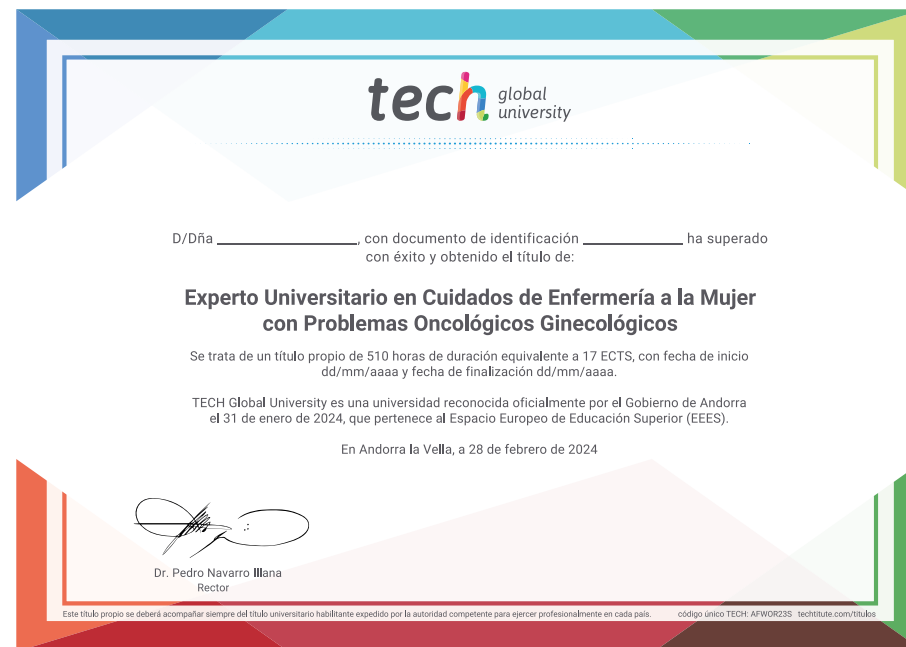 tech global university
D/Dña ____________________, con documento de identificación ______________ ha superado
con éxito y obtenido el título de:
Experto Universitario en Cuidados de Enfermería a la Mujer
con Problemas Oncológicos Ginecológicos
Se trata de un título propio de 510 horas de duración equivalente a 17 ECTS, con fecha de inicio
dd/mm/aaaa y fecha de finalización dd/mm/aaaa.
TECH Global University es una universidad reconocida oficialmente por el Gobierno de Andorra
el 31 de enero de 2024, que pertenece al Espacio Europeo de Educación Superior (EEES).
En Andorra la Vella, a 28 de febrero de 2024
Dr. Pedro Navarro Illana
Rector
Este título propio se deberá acompañar siempre del título universitario habilitante expedido por la autoridad competente para ejercer profesionalmente en cada país. código único TECH: AFWOR23S techtitute.com/titulos